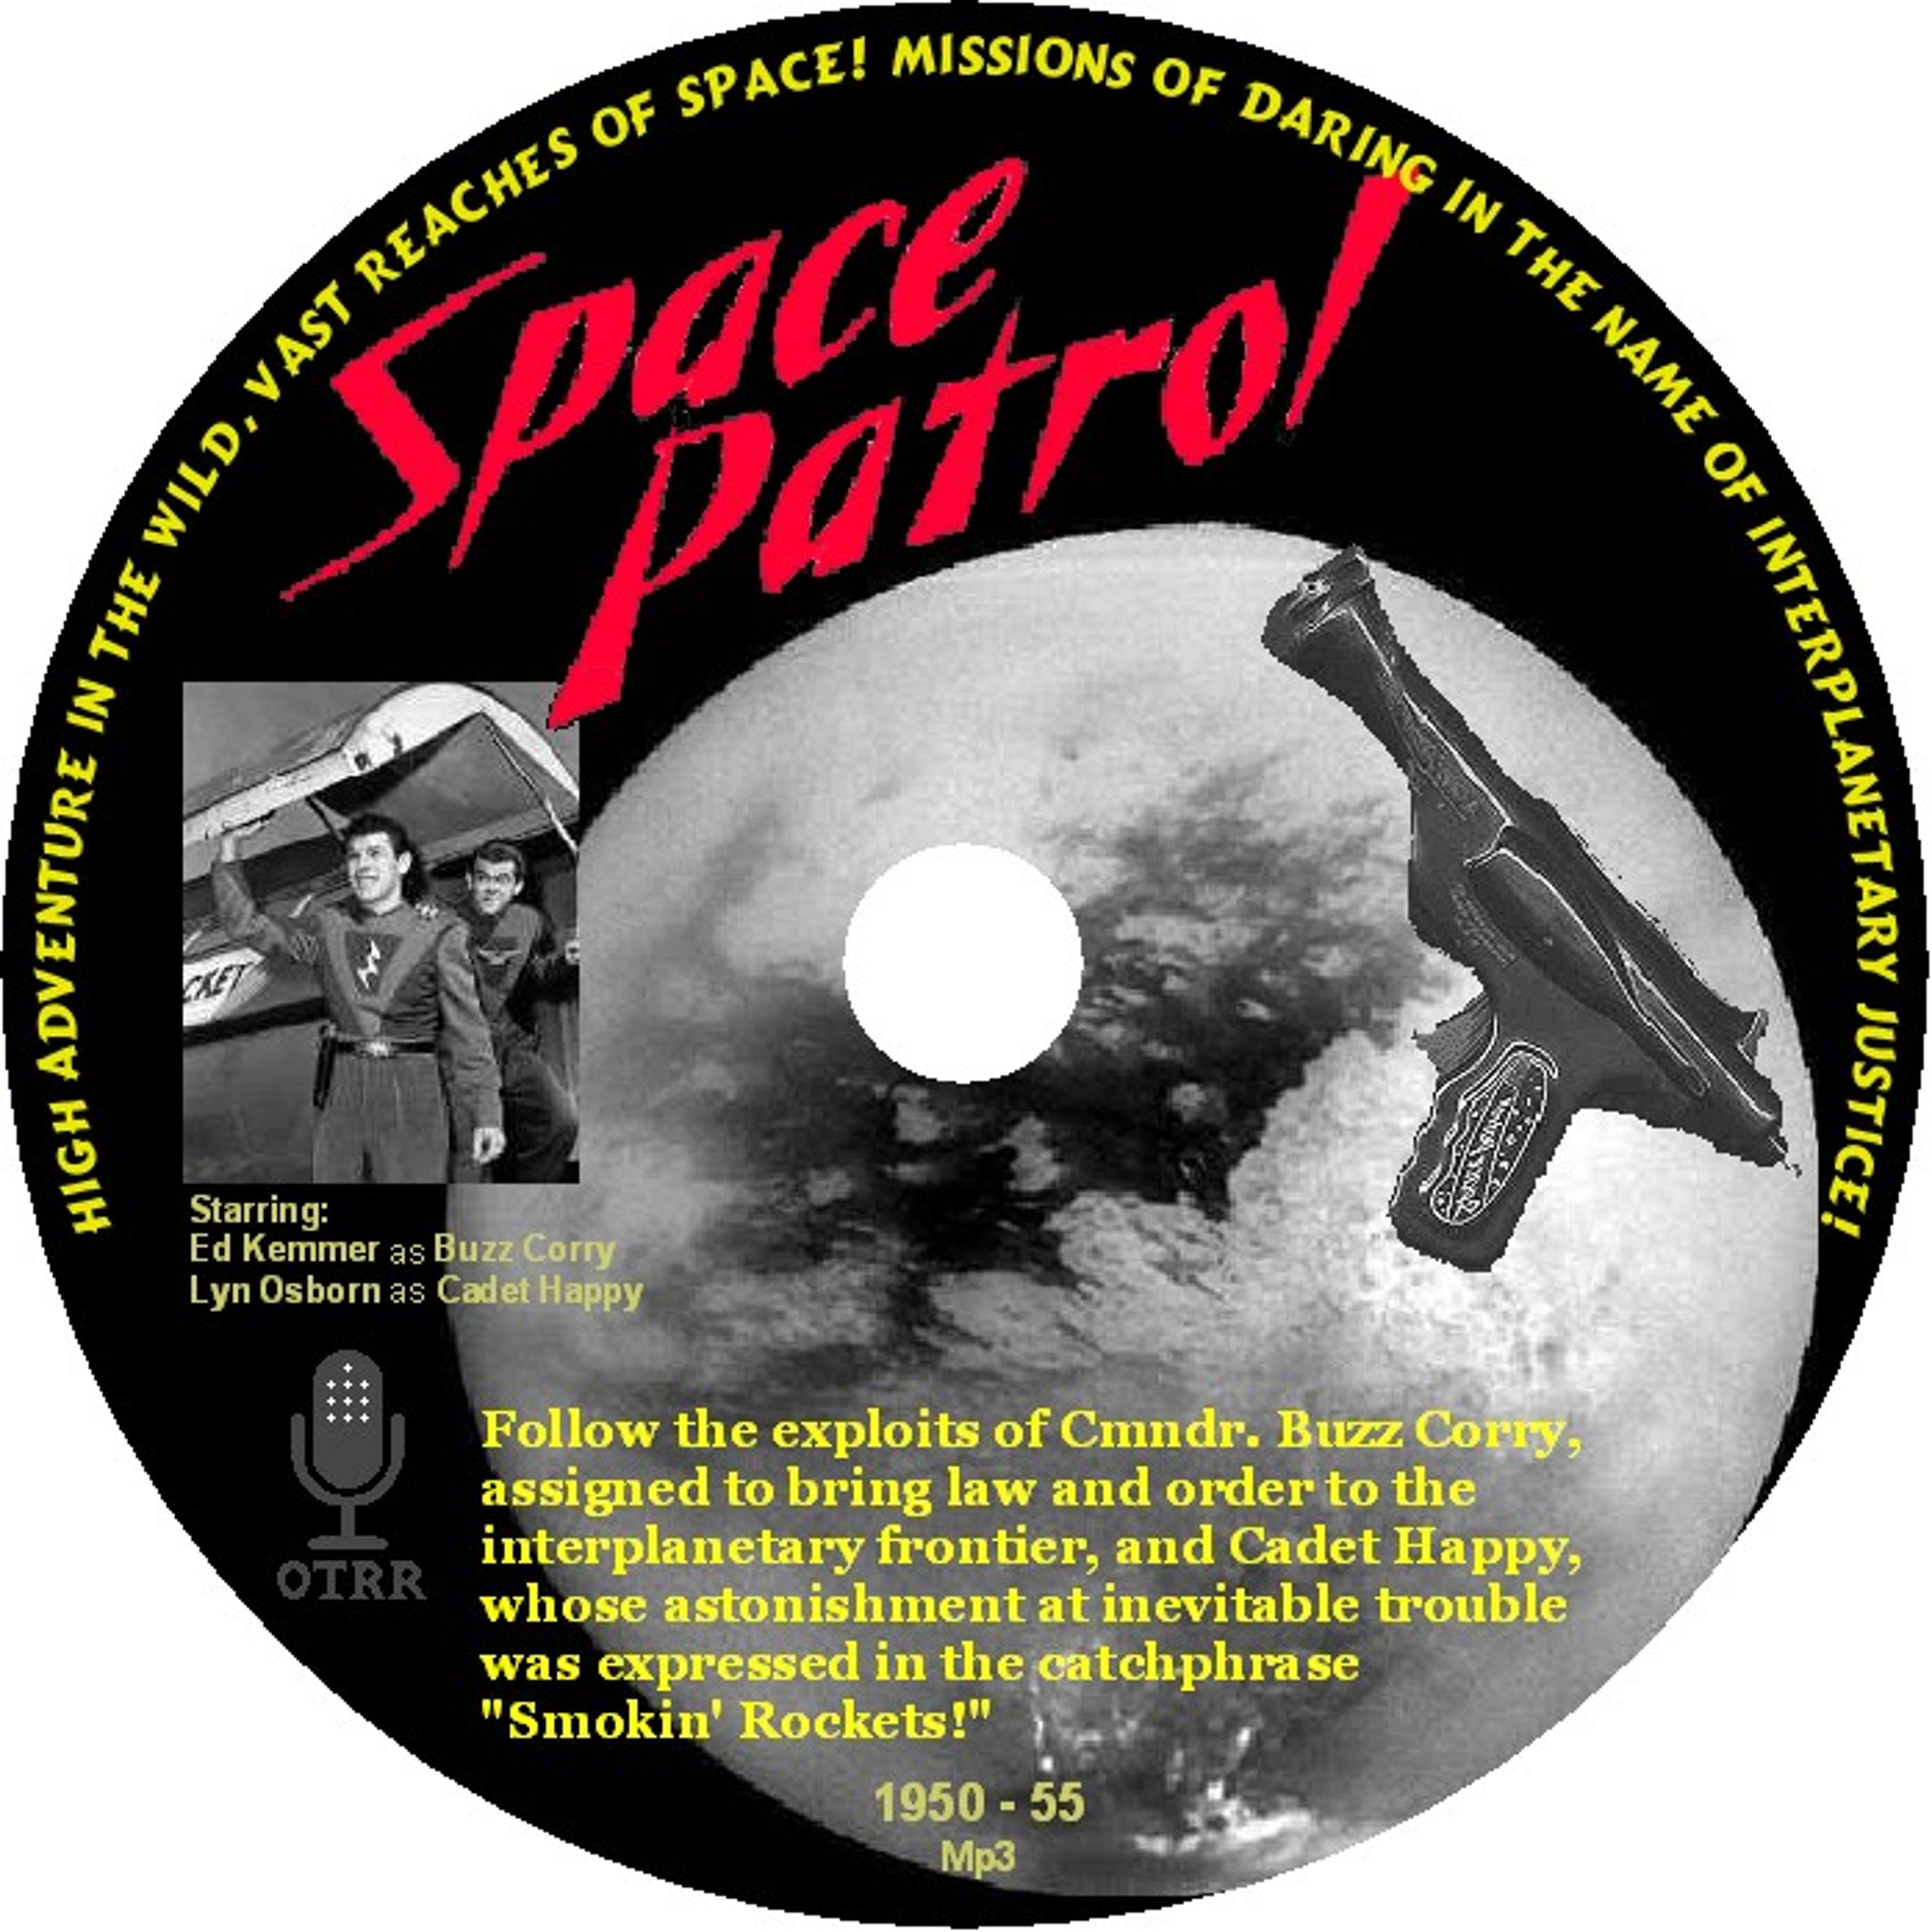 HIGH ADVENTURE IN THE WILD, VAST REACHES OF SPACE! MISSIONS OF DARING IN THE NAME OF INTERPLANETARY JUSTICE!
Space
Patrol
CKET
Starring:
Ed Kemmer as Buzz Corry
Lyn Osborn as Cadet Happy
OTRR
Follow the exploits of Cmndr. Buzz Corry,
assigned to bring law and order to the
interplanetary frontier, and Cadet Happy,
whose astonishment at inevitable trouble
was expressed in the catchphrase
"Smokin' Rockets!"
1950 - 55
Mp3